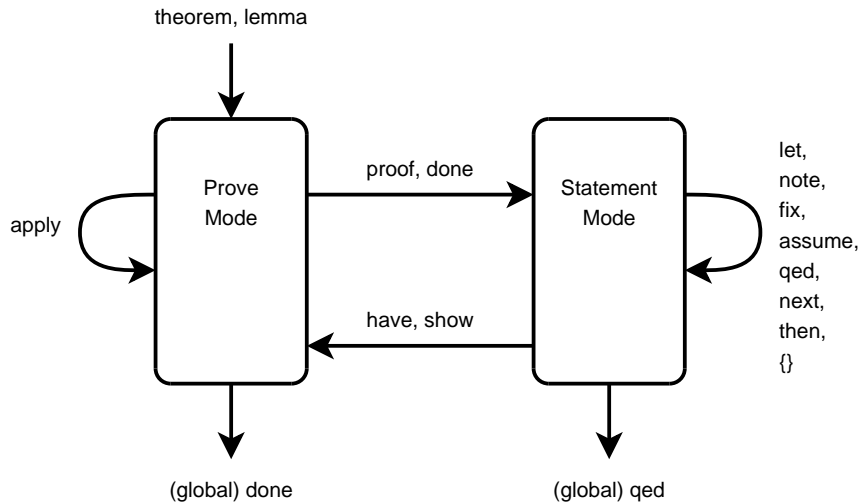 theorem, lemma
Prove
Mode
proof, done
Statement
Mode
apply
let,
note,
fix,
assume,
qed,
next,
then,
{}
have, show
(global) done
(global) qed